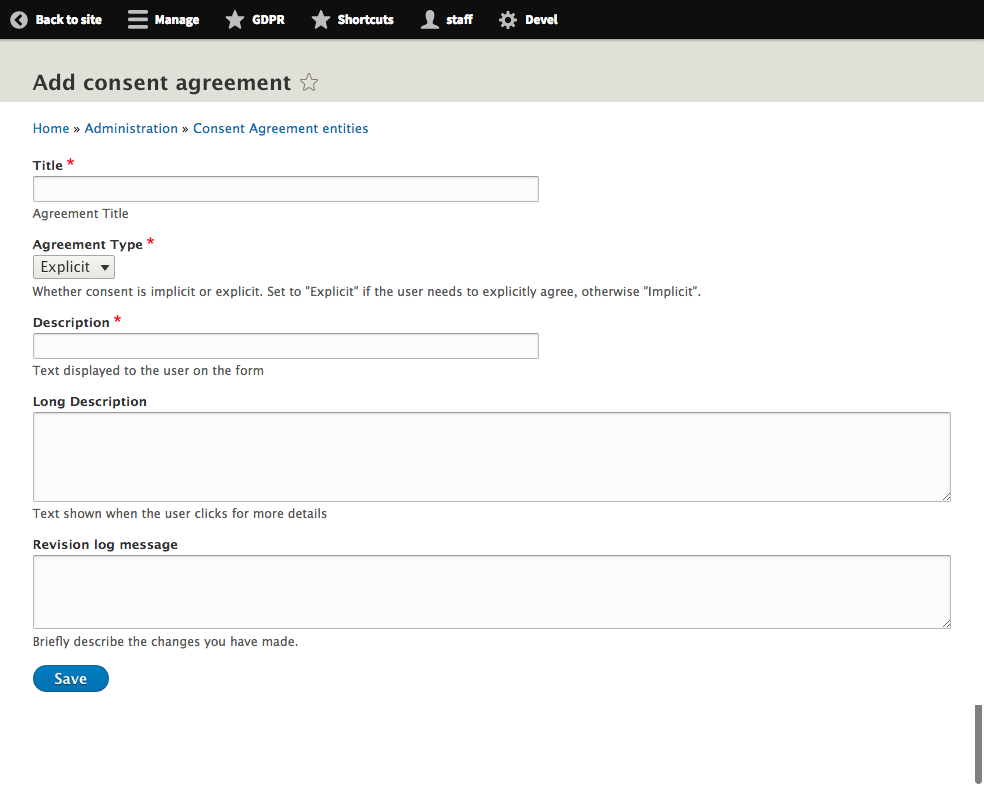 Back to site Manage GDPR Shortcuts staff Devel
Add consent agreement
Home » Administration » Consent Agreement entities
Title *
Agreement Title
Agreement Type *
Explicit
Whether consent is implicit or explicit. Set to "Explicit" if the user needs to explicitly agree, otherwise "Implicit".
Description *
Text displayed to the user on the form
Long Description
Text shown when the user clicks for more details
Revision log message
Briefly describe the changes you have made.
Save